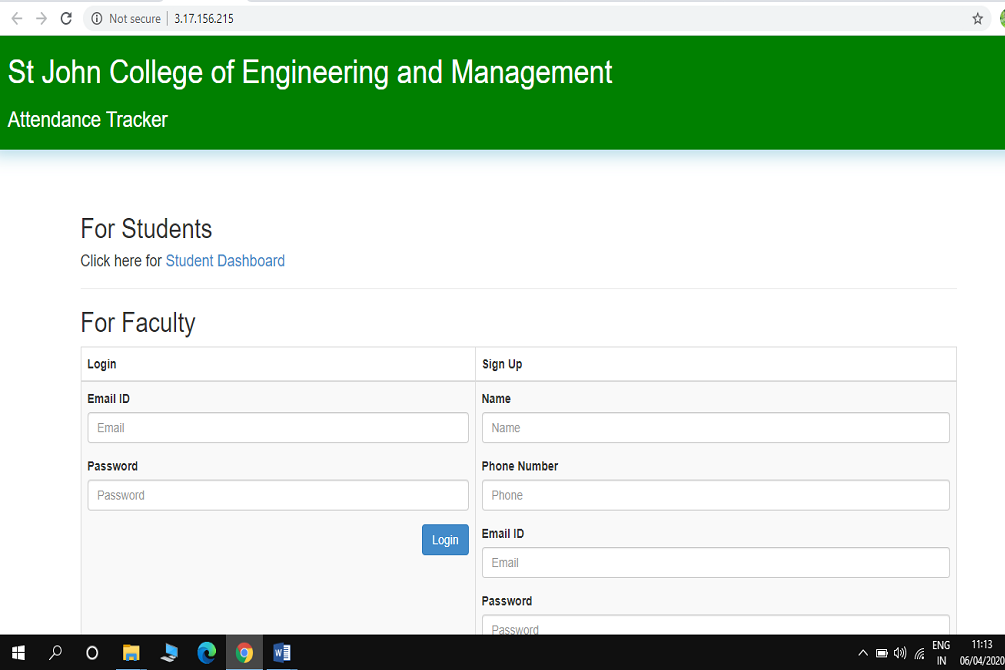 Not secure | 3.17.156.215
St John College of Engineering and Management
Attendance Tracker
For Students
Click here for Student Dashboard
For Faculty
Login
Sign Up
Email ID
Email
Password
Password
Login
Name
Name
Phone Number
Phone
Email ID
Email
Password
Password
ENG
IN
11:13
06/04/2020